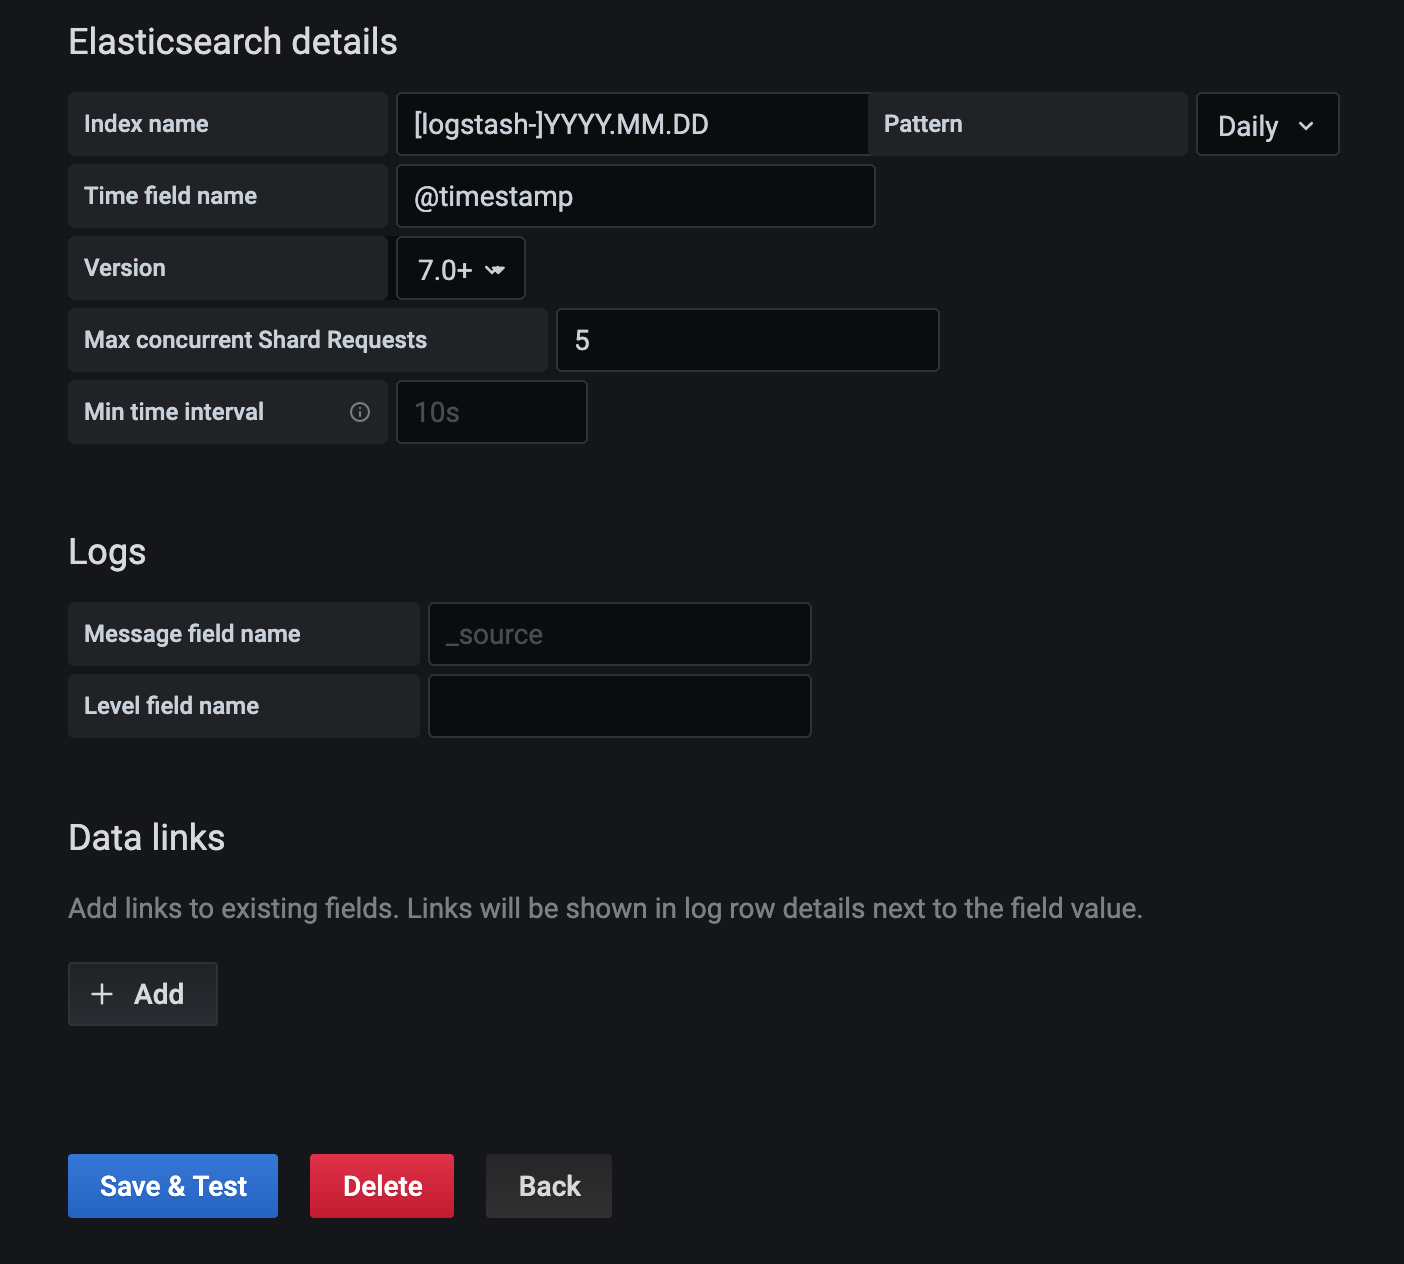 Elasticsearch details
Index name [logstash-]YYYY.MM.DD Pattern Daily
Time field name @timestamp
Version 7.0+
Max concurrent Shard Requests 5
Min time interval 10s
Logs
Message field name _source
Level field name
Data links
Add links to existing fields. Links will be shown in log row details next to the field value.
+ Add
Save & Test Delete Back